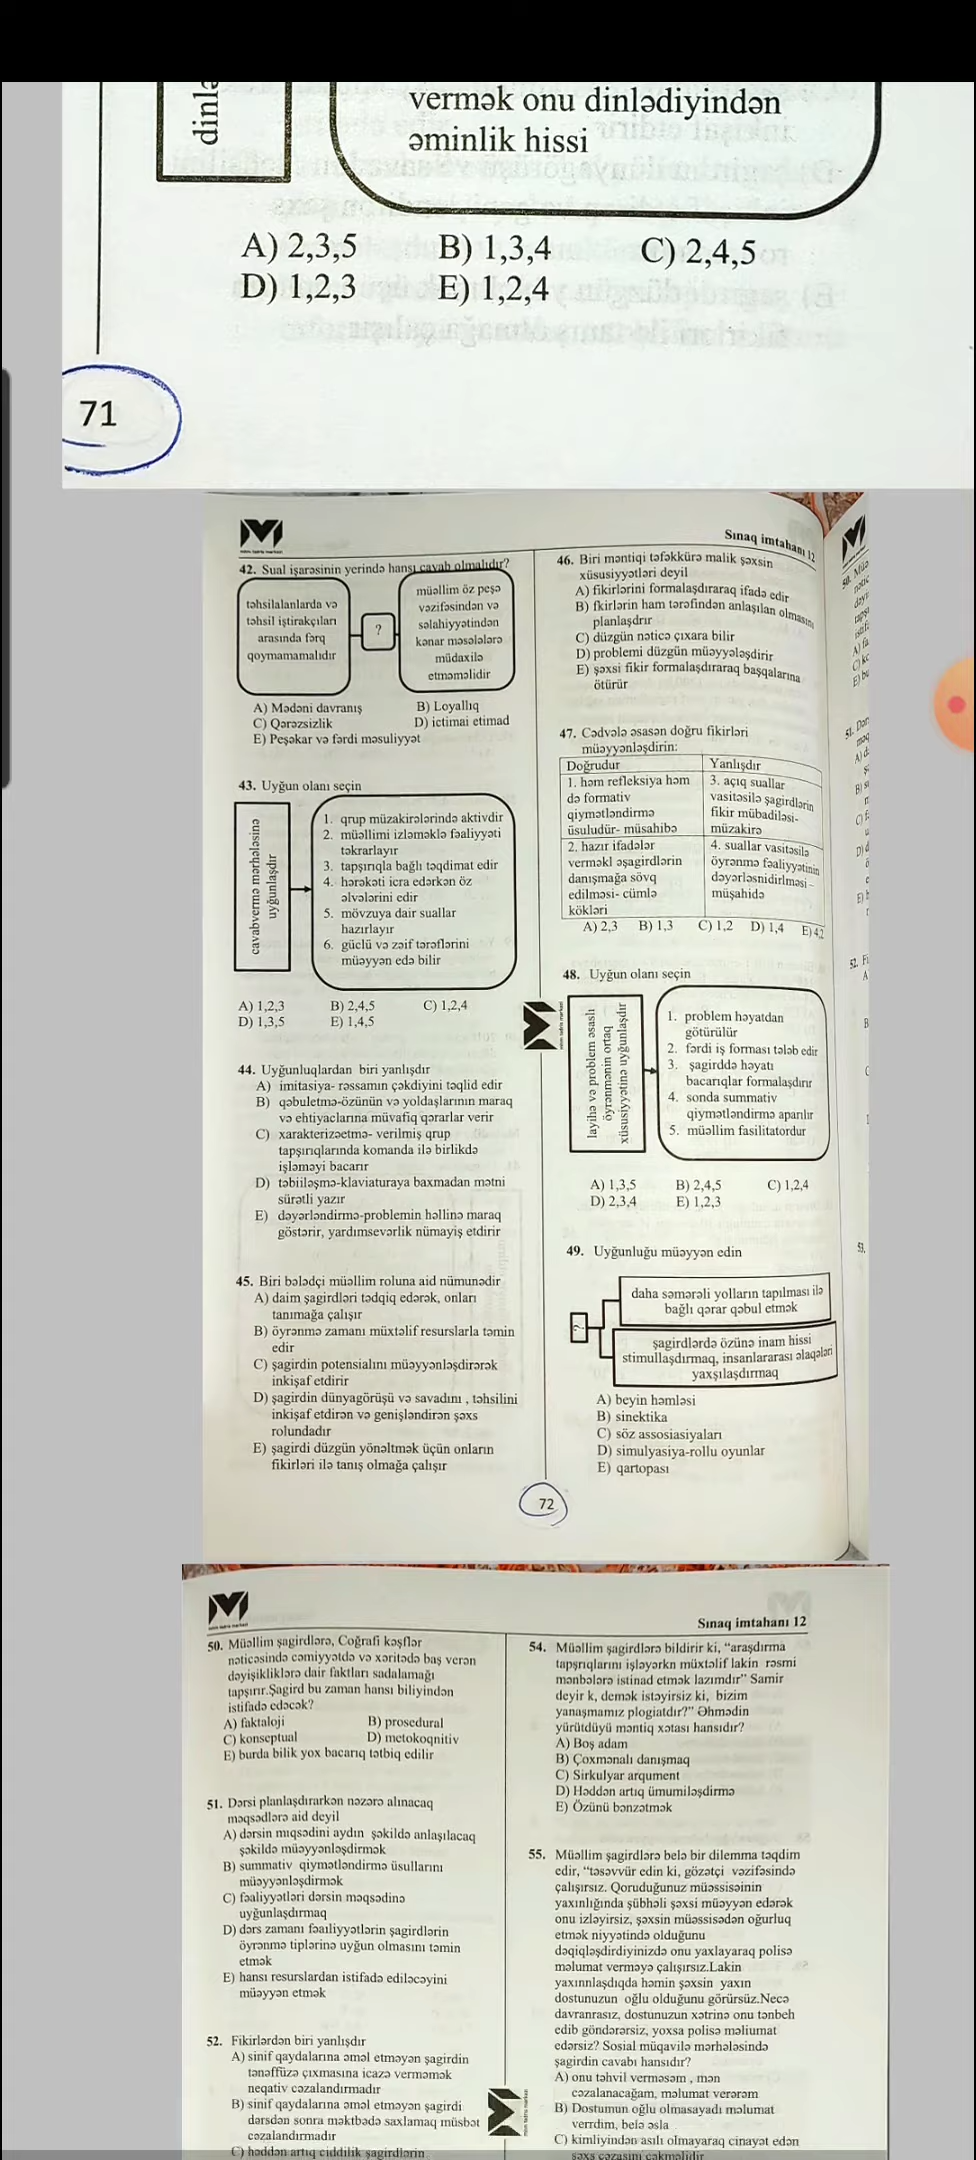 dinlə
vermək onu dinlədiyindən
əminlik hissi
A) 2,3,5 B) 1,3,4 C) 2,4,5
D) 1,2,3 E) 1,2,4
71
Sınaq imtahanı 12
42. Sual işarəsinin yerində hansı cavab olmalıdır?
təhsilalanlarda və
təhsil iştirakçıları
arasında fərq
qoymamamalıdır
?
müəllim öz peşə
vəzifəsindən və
səlahiyyətindən
kənar məsələlərə
müdaxilə
etməməlidir
A) Mədəni davranış B) Loyallıq
C) Qərəzsizlik D) ictimai etimad
E) Peşəkar və fərdi məsuliyyət
43. Uyğun olanı seçin
cavabvermə mərhələsinə
uyğunlaşdır
1. qrup müzakirələrində aktivdir
2. müəllimi izləməklə fəaliyyəti
təkrarlayır
3. tapşırıqla bağlı təqdimat edir
4. hərəkəti icra edərkən öz
əlvələrini edir
5. mövzuya dair suallar
hazırlayır
6. güclü və zəif tərəflərini
müəyyən edə bilir
A) 1,2,3 B) 2,4,5 C) 1,2,4
D) 1,3,5 E) 1,4,5
44. Uyğunluqlardan biri yanlışdır
A) imitasiya- rəssamın çəkdiyini təqlid edir
B) qəbuletmə-özünün və yoldaşlarının maraq
və ehtiyaclarına müvafiq qərarlar verir
C) xarakterizəetmə- verilmiş qrup
tapşırıqlarında komanda ilə birlikdə
işləməyi bacarır
D) təbiiləşmə-klaviaturaya baxmadan mətni
sürətli yazır
E) dəyərləndirmə-problemin həllinə maraq
göstərir, yardımsevərlik nümayiş etdirir
45. Biri bələdçi müəllim roluna aid nümunədir
A) daim şagirdləri tədqiq edərək, onları
tanımağa çalışır
B) öyrənmə zamanı müxtəlif resurslarla təmin
edir
C) şagirdin potensialını müəyyənləşdirərək
inkişaf etdirir
D) şagirdin dünyagörüşü və savadını , təhsilini
inkişaf etdirən və genişləndirən şəxs
rolundadır
E) şagirdi düzgün yönəltmək üçün onların
fikirləri ilə tanış olmağa çalışır
46. Biri məntiqi təfəkkürə malik şəxsin
xüsusiyyətləri deyil
A) fikirlərini formalaşdıraraq ifadə edir
B) fkirlərin ham tərəfindən anlaşılan olmasını
planlaşdrır
C) düzgün nəticə çıxara bilir
D) problemi düzgün müəyyələşdirir
E) şəxsi fikir formalaşdıraraq başqalarına
ötürür
47. Cədvələ əsasən doğru fikirləri
müəyyənləşdirin:
Doğrudur Yanlışdır
1. həm refleksiya həm
də formativ
qiymətləndirmə
üsuludür- müsahibə
3. açıq suallar
vasitəsilə şagirdlərin
fikir mübadiləsi-
müzakirə
2. hazır ifadələr
verməkl əşagirdlərin
danışmağa sövq
edilməsi- cümlə
kökləri
4. suallar vasitəsilə
öyrənmə fəaliyyətinin
dəyərləsnidirlməsi –
müşahidə
A) 2,3 B) 1,3 C) 1,2 D) 1,4 E) 4,2
48. Uyğun olanı seçin
layihə və problem əsaslı
öyrənmənin ortaq
xüsusiyyətinə uyğunlaşdır
1. problem həyatdan
götürülür
2. fərdi iş forması tələb edir
3. şagirddə həyatı
bacarıqlar formalaşdırır
4. sonda summativ
qiymətləndirmə aparılır
5. müəllim fasilitatordur
A) 1,3,5 B) 2,4,5 C) 1,2,4
D) 2,3,4 E) 1,2,3
49. Uyğunluğu müəyyən edin
?
daha səmərəli yolların tapılması ilə
bağlı qərar qəbul etmək
şagirdlərdə özünə inam hissi
stimullaşdırmaq, insanlararası əlaqələri
yaxşılaşdırmaq
A) beyin həmləsi
B) sinektika
C) söz assosiasiyaları
D) simulyasiya-rollu oyunlar
E) qartopası
72
50.
51.
52.
53.
Sınaq imtahanı 12
50. Müəllim şagirdlərə, Coğrafi kəşflər
nəticəsində cəmiyyətdə və xəritədə baş verən
dəyişikliklərə dair faktları sadalamağı
tapşırır.Şagird bu zaman hansı biliyindən
istifadə edəcək?
A) faktaloji B) prosedural
C) konseptual D) metokoqnitiv
E) burda bilik yox bacarıq tətbiq edilir
51. Dərsi planlaşdırarkən nəzərə alınacaq
məqsədlərə aid deyil
A) dərsin mıqsədini aydın şəkildə anlaşılacaq
şəkildə müəyyənləşdirmək
B) summativ qiymətləndirmə üsullarını
müəyyənləşdirmək
C) fəaliyyətləri dərsin məqsədinə
uyğunlaşdırmaq
D) dərs zamanı fəaıliyyətlərin şagirdlərin
öyrənmə tiplərinə uyğun olmasını təmin
etmək
E) hansı resurslardan istifadə ediləcəyini
müəyyən etmək
52. Fikirlərdən biri yanlışdır
A) sinif qaydalarına əməl etməyən şagirdin
tənəffüzə çıxmasına icazə verməmək
neqativ cəzalandırmadır
B) sinif qaydalarına əməl etməyən şagirdi
dərsdən sonra məktbədə saxlamaq müsbət
cəzalandırmadır
C) həddən artıq ciddilik şagirdlərin
54. Müəllim şagirdlərə bildirir ki, “araşdırma
tapşrıqlarını işləyərkn müxtəlif lakin rəsmi
mənbələrə istinad etmək lazımdır” Samir
deyir k, demək istəyirsiz ki, bizim
yanaşmamız plogiatdır?” Əhmədin
yürütdüyü məntiq xətası hansıdır?
A) Boş adam
B) Çoxmənalı danışmaq
C) Sirkulyar arqument
D) Həddən artıq ümumiləşdirmə
E) Özünü bənzətmək
55. Müəllim şagirdlərə belə bir dilemma təqdim
edir, “təsəvvür edin ki, gözətçi vəzifəsində
çalışırsız. Qoruduğunuz müəssisəinin
yaxınlığında şübhəli şəxsi müəyyən edərək
onu izləyirsiz, şəxsin müəssisədən oğurluq
etmək niyyətində olduğunu
dəqiqləşdirdiyinizdə onu yaxlayaraq polisə
məlumat verməyə çalışırsız.Lakin
yaxınnlaşdıqda həmin şəxsin yaxın
dostunuzun oğlu olduğunu görürsüz.Necə
davranrasız, dostunuzun xətrinə onu tənbeh
edib göndərərsiz, yoxsa polisə məliumat
edərsiz? Sosial müqavilə mərhələsində
şagirdin cavabı hansıdır?
A) onu təhvil verməsəm , mən
cəzalanacağam, məlumat verərəm
B) Dostumun oğlu olmasayadı məlumat
verrdim, belə əsla
C) kimliyindən asılı olmayaraq cinayət edən
şəxs cəzasını çəkməlidir